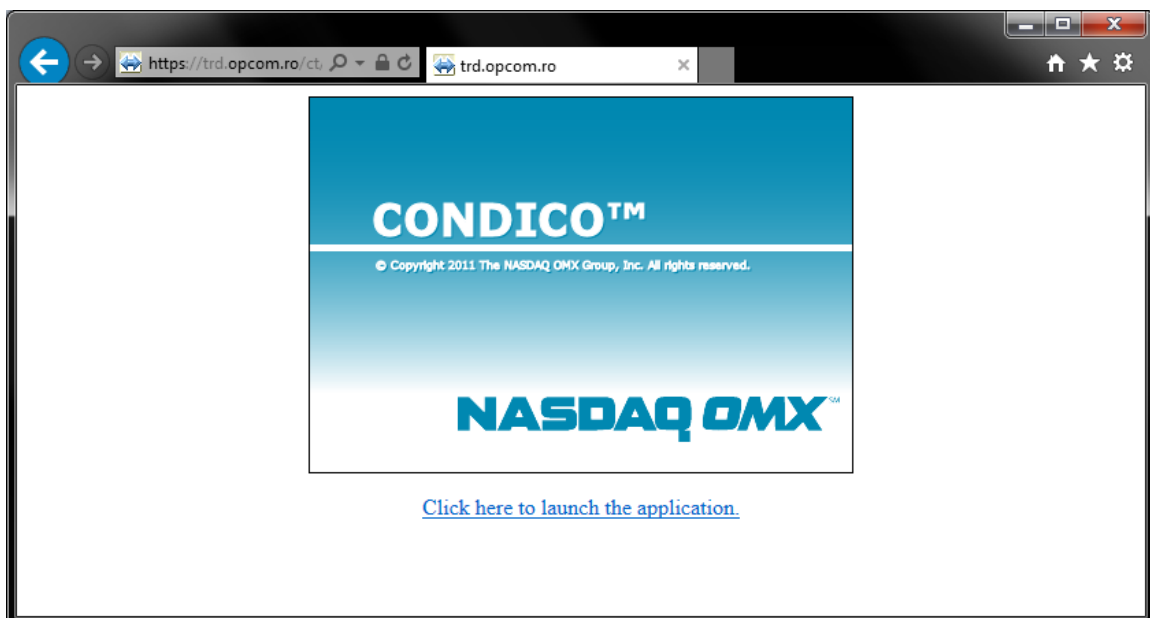 https://trd.opcom.ro/ct
trd.opcom.ro
CONDICO™
© Copyright 2011 The NASDAQ OMX Group, Inc. All rights reserved.
NASDAQ OMX℠
Click here to launch the application.